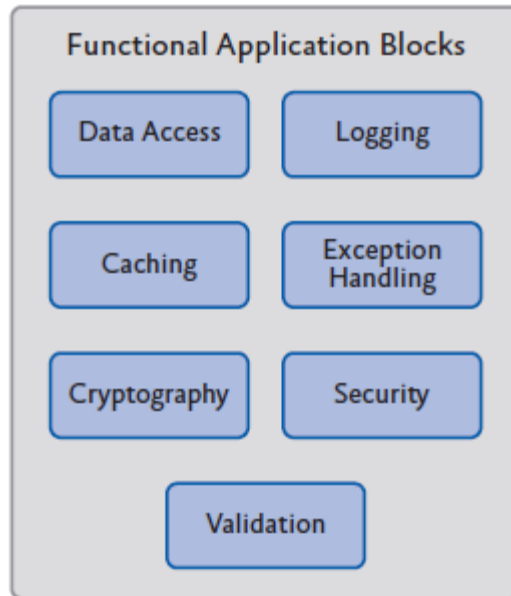 Functional Application Blocks
Data Access
Logging
Caching
Exception
Handling
Cryptography
Security
Validation